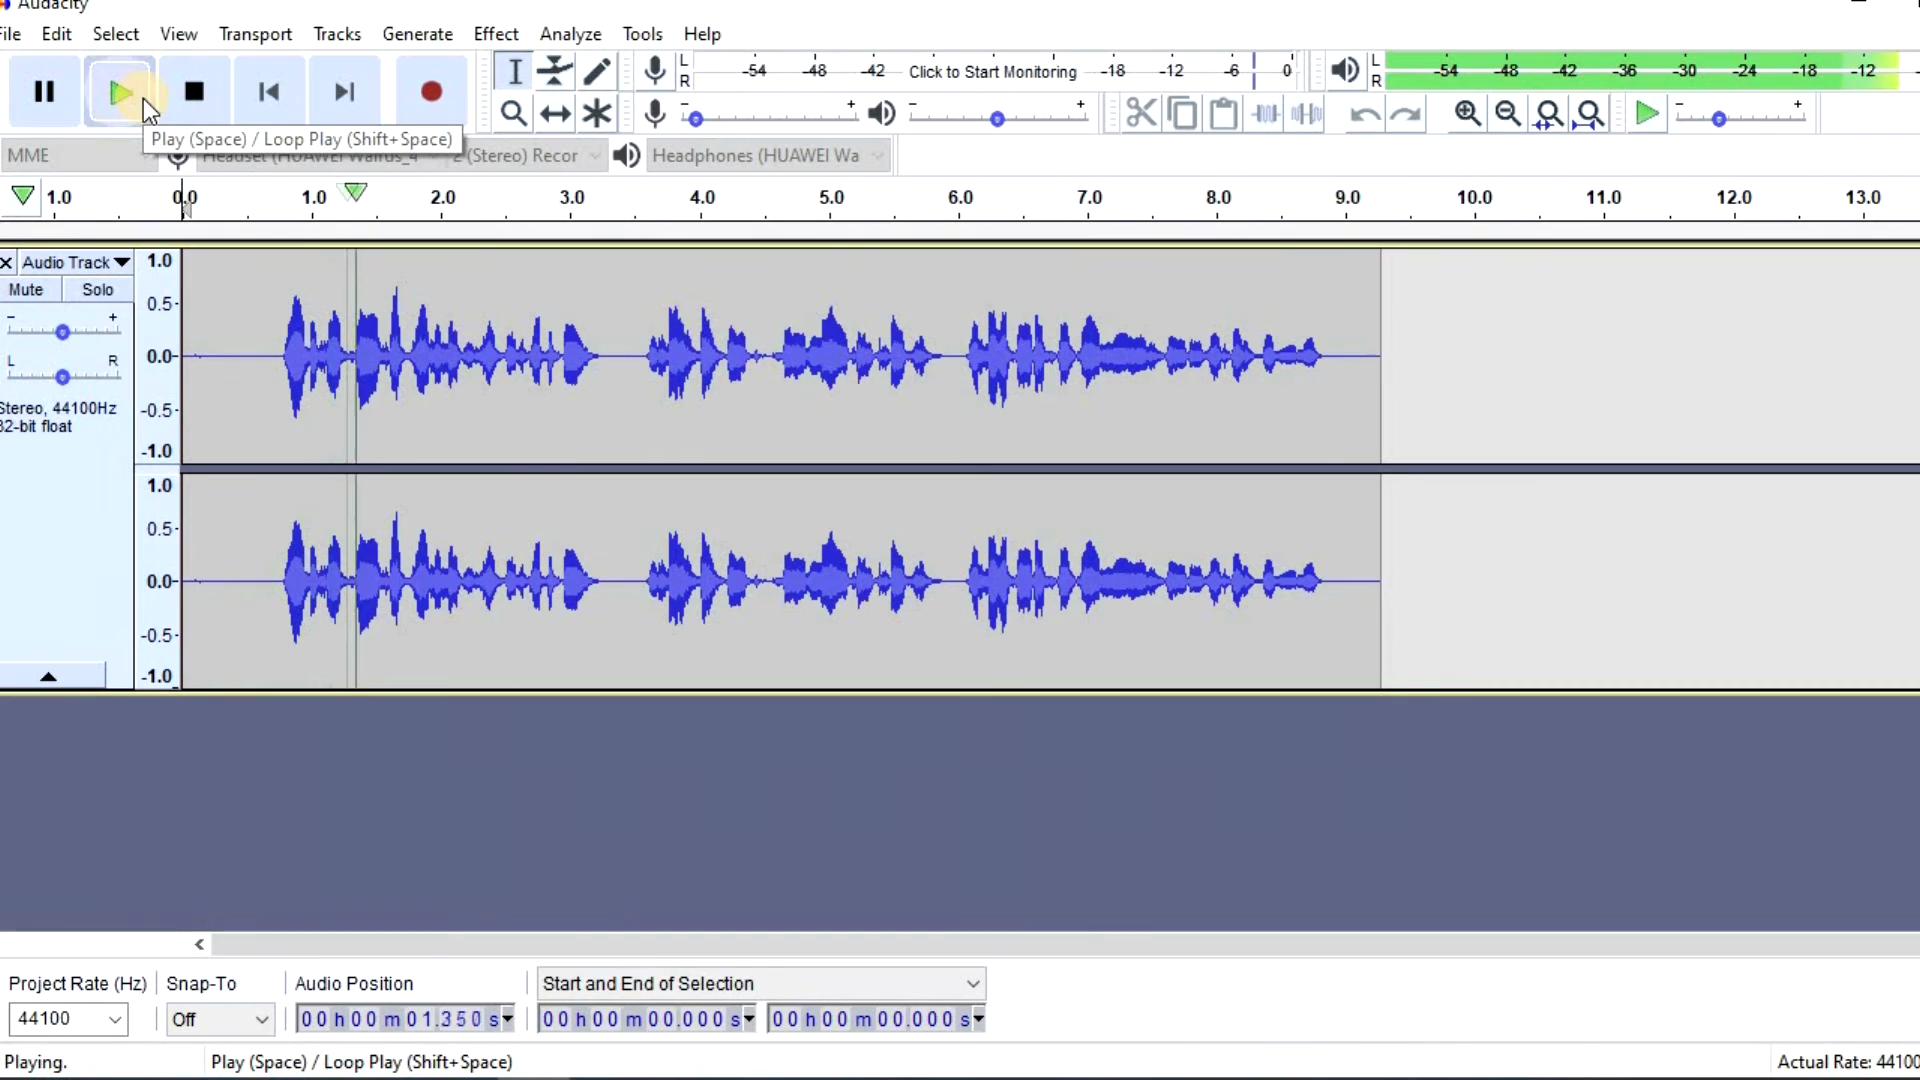 Audacity
File Edit Select View Transport Tracks Generate Effect Analyze Tools Help
L R -54 -48 -42 Click to Start Monitoring -18 -12 -6 0
L R -54 -48 -42 -36 -30 -24 -18 -12
- + - + - +
Play (Space) / Loop Play (Shift+Space)
MME
2 (Stereo) Recor
Headphones (HUAWEI Wa
1.0 0.0 1.0 2.0 3.0 4.0 5.0 6.0 7.0 8.0 9.0 10.0 11.0 12.0 13.0
X Audio Track
Mute Solo
- +
L R
Stereo, 44100Hz
32-bit float
1.0
0.5-
0.0-
-0.5-
-1.0
1.0
0.5-
0.0-
-0.5-
-1.0
Project Rate (Hz) Snap-To Audio Position Start and End of Selection
44100 Off 00 h 00 m 01.350 s 00 h 00 m 00.000 s 00 h 00 m 00.000 s
Playing. Play (Space) / Loop Play (Shift+Space) Actual Rate: 44100